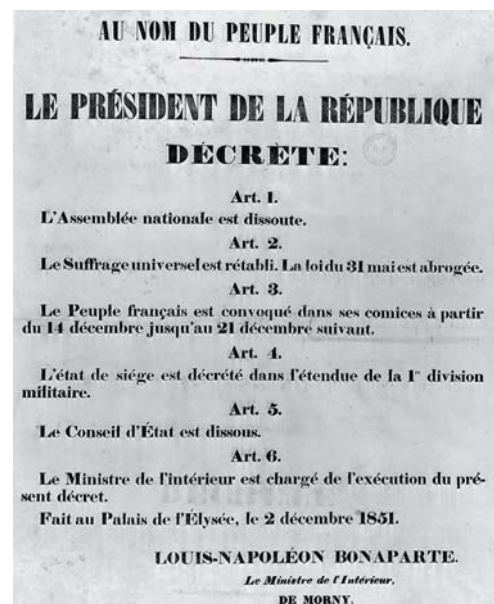 AU NOM DU PEUPLE FRANÇAIS.
LE PRÉSIDENT DE LA RÉPUBLIQUE
DÉCRÈTE:
Art. 1.
L'Assemblée nationale est dissoute.
Art. 2.
Le Suffrage universel est rétabli. La loi du 31 mai est abrogée.
Art. 3.
Le Peuple français est convoqué dans ses comices à partir
du 14 décembre jusqu'au 21 décembre suivant.
Art. 4.
L'état de siége est décrété dans l'étendue de la 1re division
militaire.
Art. 5.
Le Conseil d'État est dissous.
Art. 6.
Le Ministre de l'intérieur est chargé de l'exécution du pré-
sent décret.
Fait au Palais de l'Élysée, le 2 décembre 1851.
LOUIS-NAPOLÉON BONAPARTE.
Le Ministre de l'Intérieur,
DE MORNY.